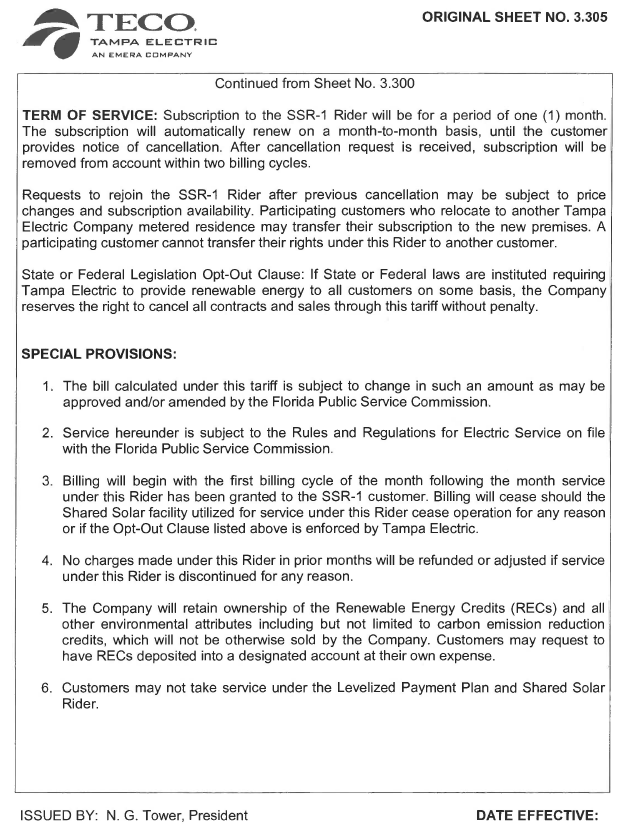 TECO.
TAMPA ELECTRIC
AN EMERA COMPANY
ORIGINAL SHEET NO. 3.305
Continued from Sheet No. 3.300
TERM OF SERVICE: Subscription to the SSR-1 Rider will be for a period of one (1) month.
The subscription will automatically renew on a month-to-month basis, until the customer
provides notice of cancellation. After cancellation request is received, subscription will be
removed from account within two billing cycles.
Requests to rejoin the SSR-1 Rider after previous cancellation may be subject to price
changes and subscription availability. Participating customers who relocate to another Tampa
Electric Company metered residence may transfer their subscription to the new premises. A
participating customer cannot transfer their rights under this Rider to another customer.
State or Federal Legislation Opt-Out Clause: If State or Federal laws are instituted requiring
Tampa Electric to provide renewable energy to all customers on some basis, the Company
reserves the right to cancel all contracts and sales through this tariff without penalty.
SPECIAL PROVISIONS:
1. The bill calculated under this tariff is subject to change in such an amount as may be
approved and/or amended by the Florida Public Service Commission.
2. Service hereunder is subject to the Rules and Regulations for Electric Service on file
with the Florida Public Service Commission.
3. Billing will begin with the first billing cycle of the month following the month service
under this Rider has been granted to the SSR-1 customer. Billing will cease should the
Shared Solar facility utilized for service under this Rider cease operation for any reason
or if the Opt-Out Clause listed above is enforced by Tampa Electric.
4. No charges made under this Rider in prior months will be refunded or adjusted if service
under this Rider is discontinued for any reason.
5. The Company will retain ownership of the Renewable Energy Credits (RECs) and all
other environmental attributes including but not limited to carbon emission reduction
credits, which will not be otherwise sold by the Company. Customers may request to
have RECs deposited into a designated account at their own expense.
6. Customers may not take service under the Levelized Payment Plan and Shared Solar
Rider.
ISSUED BY: N. G. Tower, President
DATE EFFECTIVE: